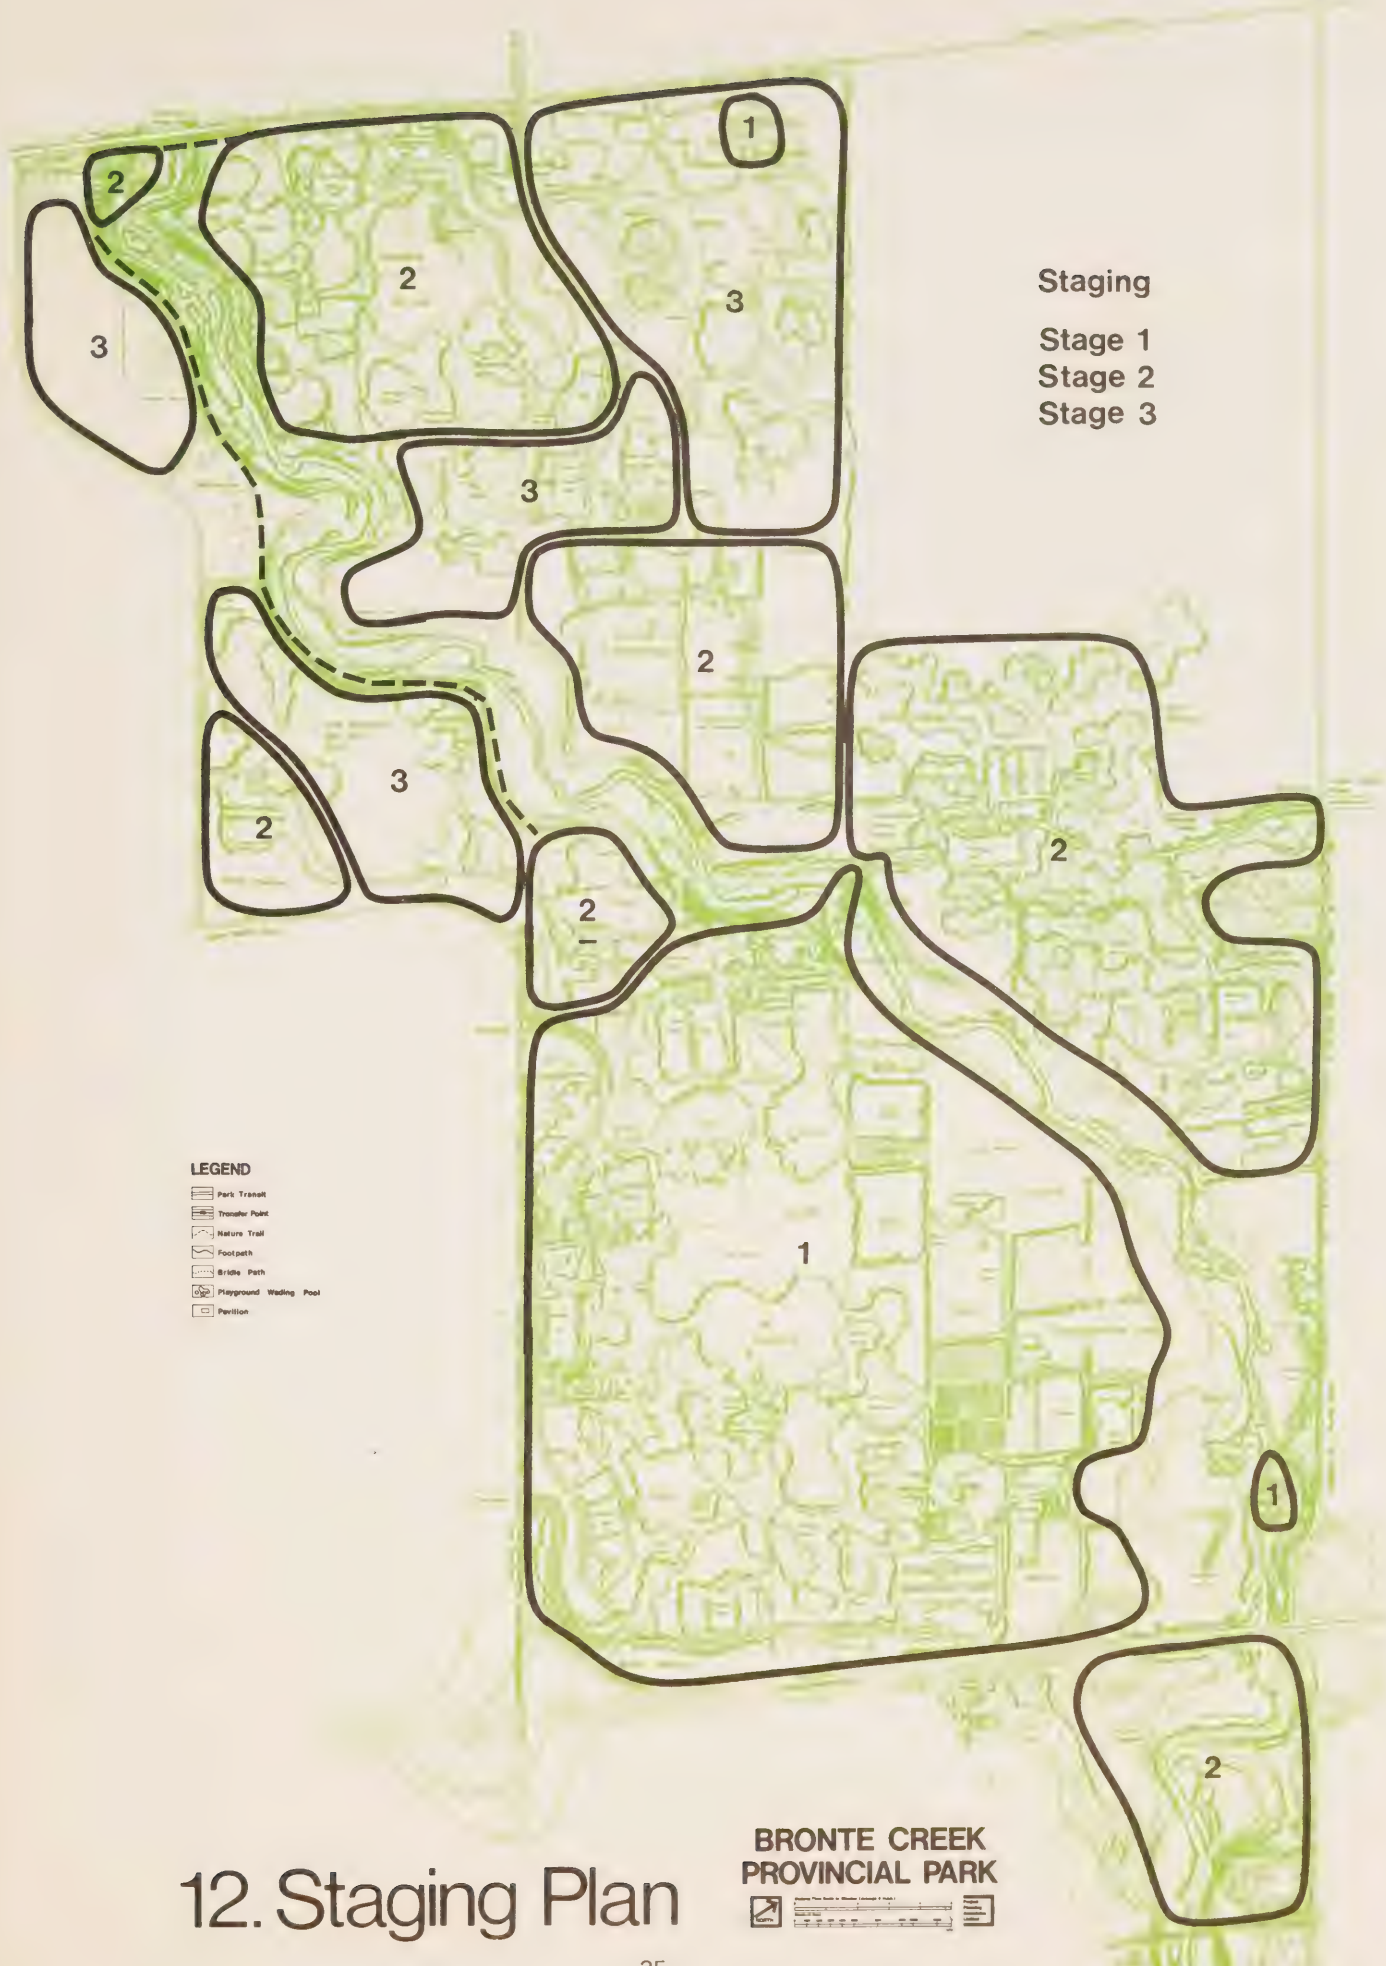 1
2
2
3
3
Staging
Stage 1
Stage 2
Stage 3
3
2
3
2
2
2
LEGEND
Park Transit
Transfer Point
Nature Trail
Footpath
Bridle Path
Playground Wading Pool
Pavilion
1
1
2
BRONTE CREEK
PROVINCIAL PARK
12. Staging Plan
NORTH